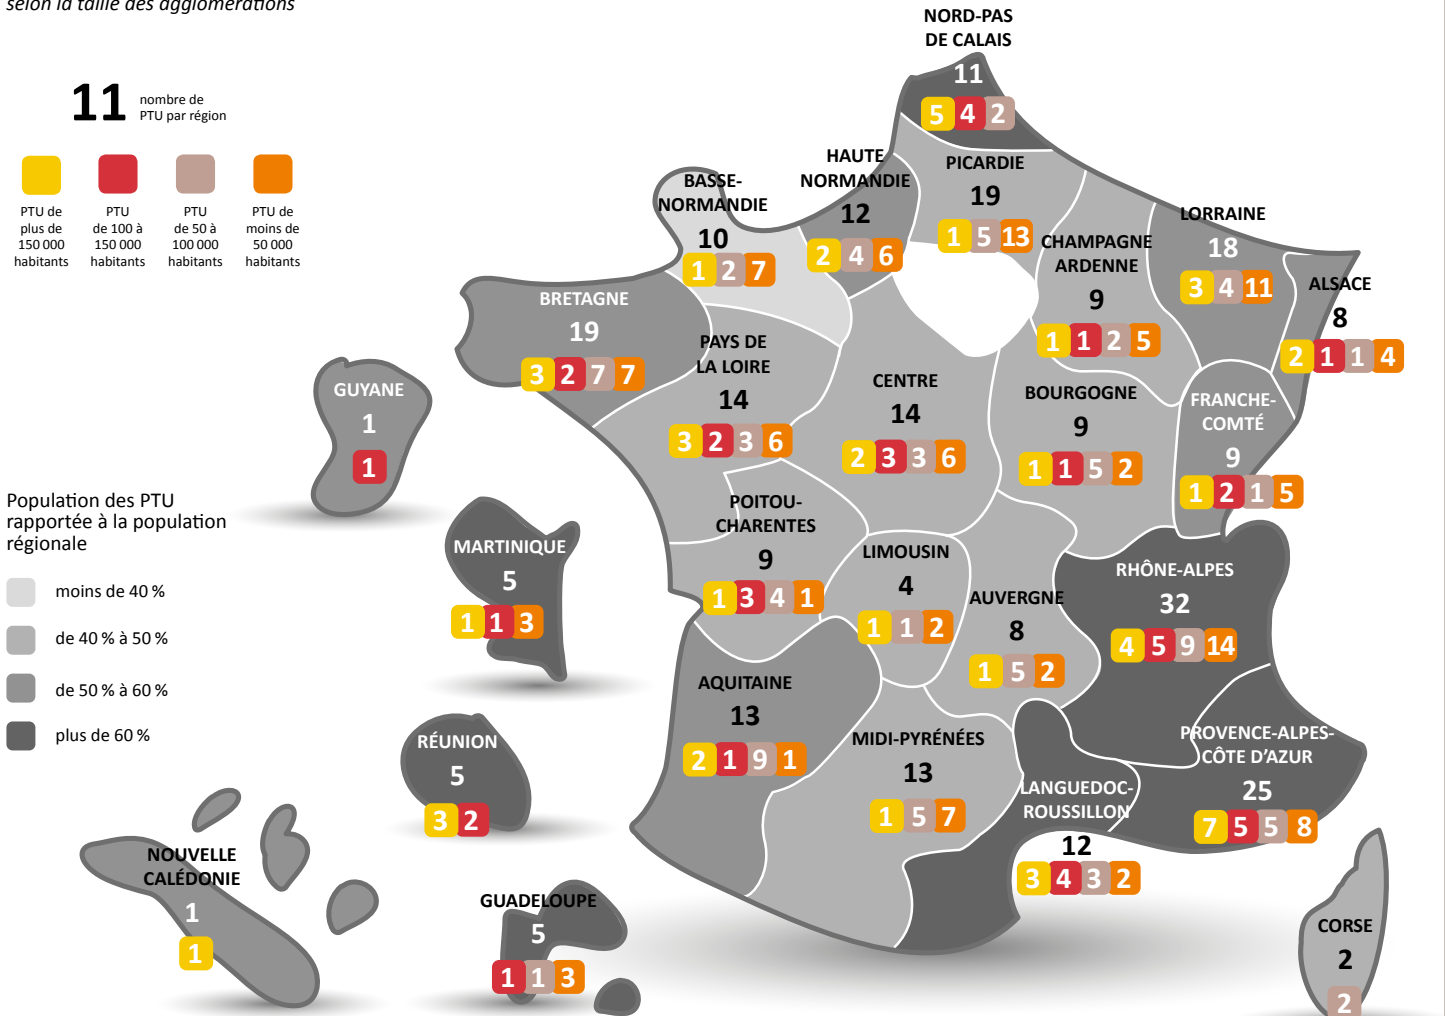 selon la taille des agglomérations
11
nombre de
PTU par région
PTU de
plus de
150 000
habitants
PTU
de 100 à
150 000
habitants
PTU
de 50 à
100 000
habitants
PTU de
moins de
50 000
habitants
NORD-PAS
DE CALAIS
11
5 4 2
HAUTE
NORMANDIE
12
2 4 6
PICARDIE
19
1 5 13
BASSE-
NORMANDIE
10
1 2 7
CHAMPAGNE
ARDENNE
9
1 1 2 5
LORRAINE
18
3 4 11
ALSACE
8
2 1 1 4
BRETAGNE
19
3 2 7 7
PAYS DE
LA LOIRE
14
3 2 3 6
CENTRE
14
2 3 3 6
BOURGOGNE
9
1 1 5 2
FRANCHE-
COMTÉ
9
1 2 1 5
GUYANE
1
1
Population des PTU
rapportée à la population
régionale
moins de 40 %
de 40 % à 50 %
de 50 % à 60 %
plus de 60 %
MARTINIQUE
5
1 1 3
POITOU-
CHARENTES
9
1 3 4 1
LIMOUSIN
4
1 1 2
AUVERGNE
8
1 5 2
RHÔNE-ALPES
32
4 5 9 14
RÉUNION
5
3 2
AQUITAINE
13
2 1 9 1
MIDI-PYRÉNÉES
13
1 5 7
LANGUEDOC-
ROUSSILLON
12
3 4 3 2
PROVENCE-ALPES-
CÔTE D'AZUR
25
7 5 5 8
NOUVELLE
CALÉDONIE
1
1
GUADELOUPE
5
1 1 3
CORSE
2
2